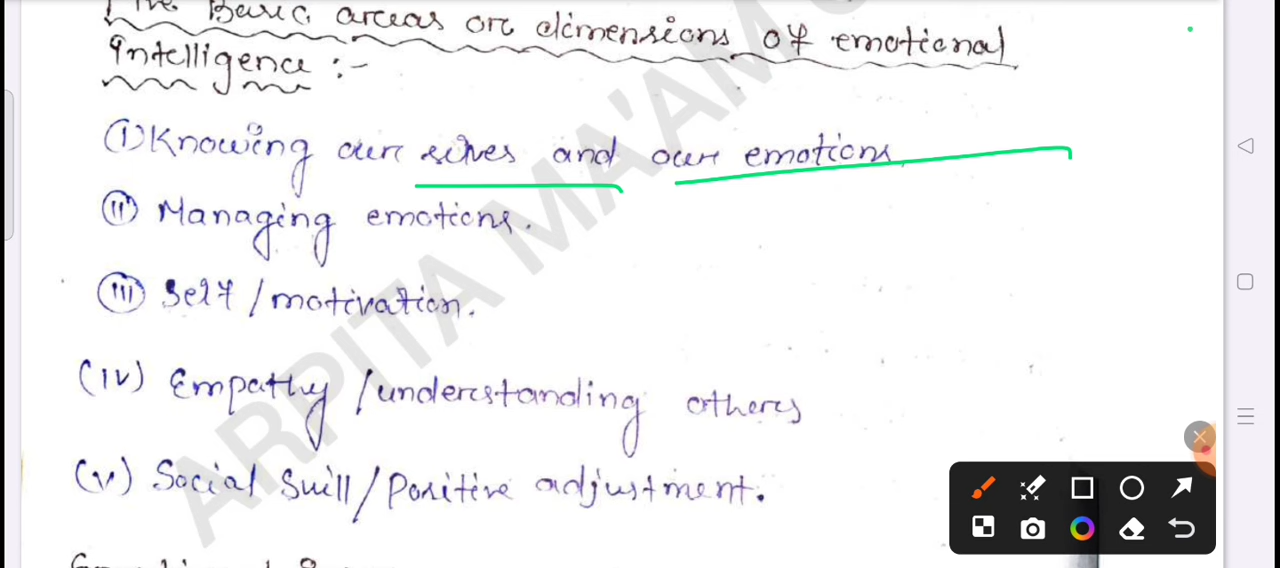 Five Basic areas or dimensions of emotional
Intelligence :-
(i) Knowing our selves and our emotions
(ii) Managing emotions.
(iii) Self/motivation.
(iv) Empathy/understanding others
(v) Social Skill/Positive adjustment.
ARPITA MA'AM